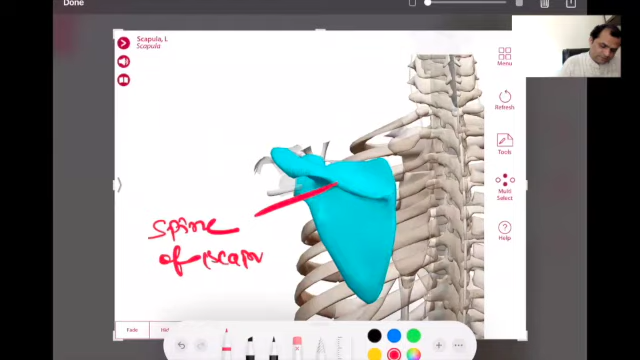 Done
Scapula, L
Scapula
Menu
Refresh
Tools
Multi
Select
Help
Spine
of scapu
Fade